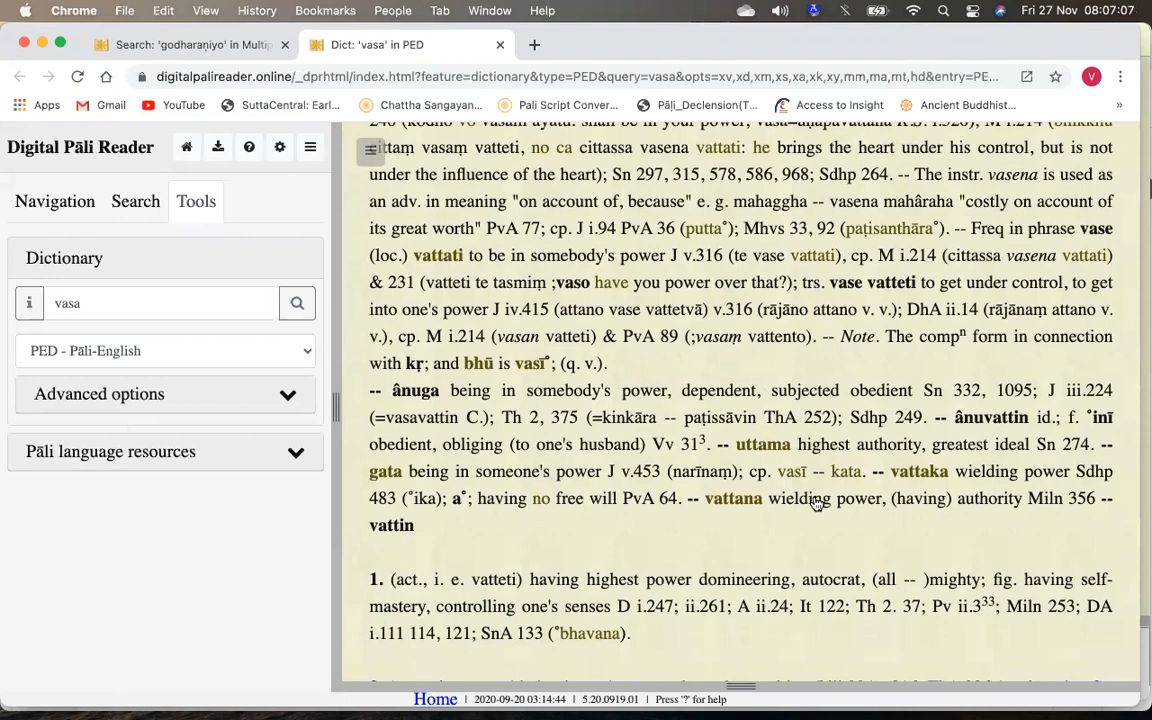 Chrome File Edit View History Bookmarks People Tab Window Help Fri 27 Nov 08:07:07
Search: 'godharaṇiyo' in Multip × Dict: 'vasa' in PED × +
digitalpalireader.online/_dprhtml/index.html?feature=dictionary&type=PED&query=vasa&opts=xv,xd,xm,xs,xa,xk,xy,mm,ma,mt,hd&entry=PE... V
Apps Gmail YouTube SuttaCentral: Earl... Chattha Sangayan... Pali Script Conver... Pāḷi_Declension(T... Access to Insight Ancient Buddhist... »
Digital Pāli Reader
Navigation Search Tools
Dictionary
i vasa
PED - Pāli-English
Advanced options
Pāli language resources
cittaṃ vasaṃ vatteti, no ca cittassa vasena vattati: he brings the heart under his control, but is not
under the influence of the heart); Sn 297, 315, 578, 586, 968; Sdhp 264. -- The instr. vasena is used as
an adv. in meaning "on account of, because" e. g. mahaggha -- vasena mahâraha "costly on account of
its great worth" PvA 77; cp. J i.94 PvA 36 (putta˚); Mhvs 33, 92 (paṭisanthāra˚). -- Freq in phrase vase
(loc.) vattati to be in somebody's power J v.316 (te vase vattati), cp. M i.214 (cittassa vasena vattati)
& 231 (vatteti te tasmiṃ ;vaso have you power over that?); trs. vase vatteti to get under control, to get
into one's power J iv.415 (attano vase vattetvā) v.316 (rājāno attano v. v.); DhA ii.14 (rājānaṃ attano v.
v.), cp. M i.214 (vasan vatteti) & PvA 89 (;vasaṃ vattento). -- Note. The compⁿ form in connection
with kṛ; and bhū is vasī˚; (q. v.).
-- ânuga being in somebody's power, dependent, subjected obedient Sn 332, 1095; J iii.224
(=vasavattin C.); Th 2, 375 (=kinkāra -- paṭissāvin ThA 252); Sdhp 249. -- ânuvattin id.; f. ˚inī
obedient, obliging (to one's husband) Vv 31³. -- uttama highest authority, greatest ideal Sn 274. --
gata being in someone's power J v.453 (narīnaṃ); cp. vasī -- kata. -- vattaka wielding power Sdhp
483 (˚ika); a˚; having no free will PvA 64. -- vattana wielding power, (having) authority Miln 356 --
vattin
1. (act., i. e. vatteti) having highest power domineering, autocrat, (all -- )mighty; fig. having self-
mastery, controlling one's senses D i.247; ii.261; A ii.24; It 122; Th 2. 37; Pv ii.3³³; Miln 253; DA
i.111 114, 121; SnA 133 (˚bhavana).
Home | 2020-09-20 03:14:44 | 5.20.0919.01 | Press '?' for help